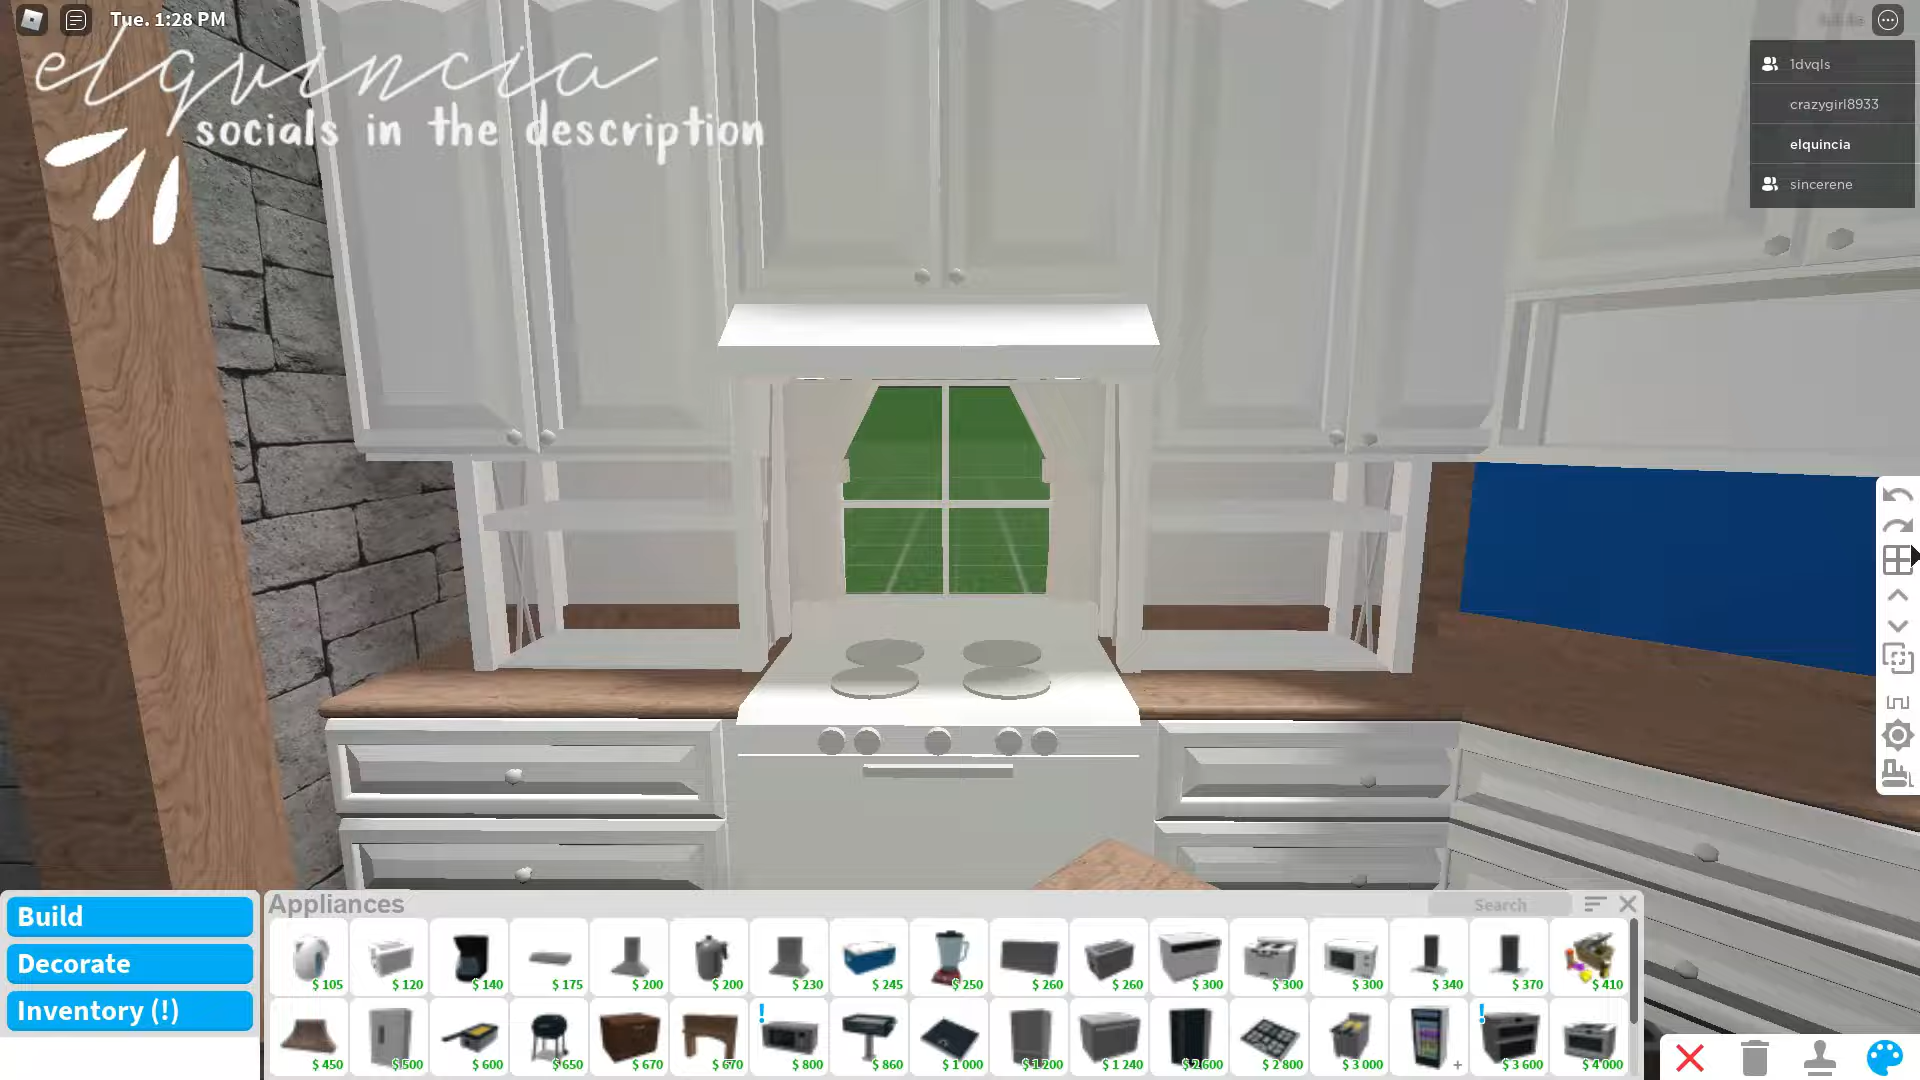 Tue. 1:28 PM
elquincia
socials in the description
1dvqls
crazygirl8933
elquincia
sincerene
Build
Decorate
Inventory (!)
Appliances
Search
$ 105
$ 120
$ 140
$ 175
$ 200
$ 200
$ 230
$ 245
$ 250
$ 260
$ 260
$ 300
$ 300
$ 300
$ 340
$ 370
$ 410
$ 450
$ 500
$ 600
$ 650
$ 670
$ 670
! $ 800
$ 860
$ 1 000
$ 1 200
$ 1 240
$ 2 600
$ 2 800
$ 3 000
+
! $ 3 600
$ 4 000